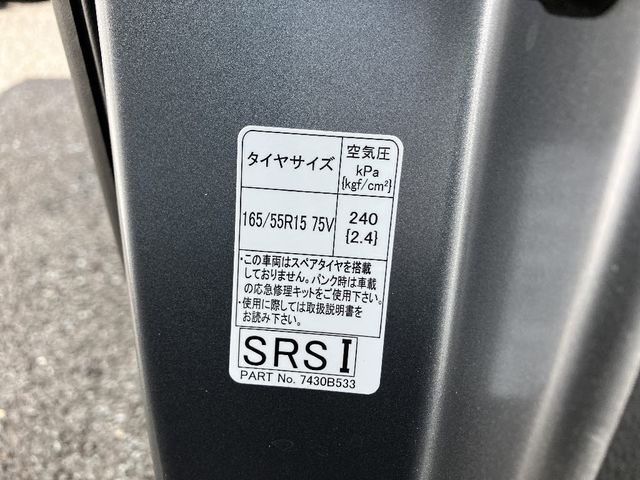 タイヤサイズ
空気圧
kPa
{kgf/cm²}
165/55R15 75V
240
{2.4}
・この車両はスペアタイヤを搭載
しておりません。パンク時は車載
の応急修理キットをご使用下さい。
・使用に際しては取扱説明書を
お読み下さい。
SRS I
PART No. 7430B533